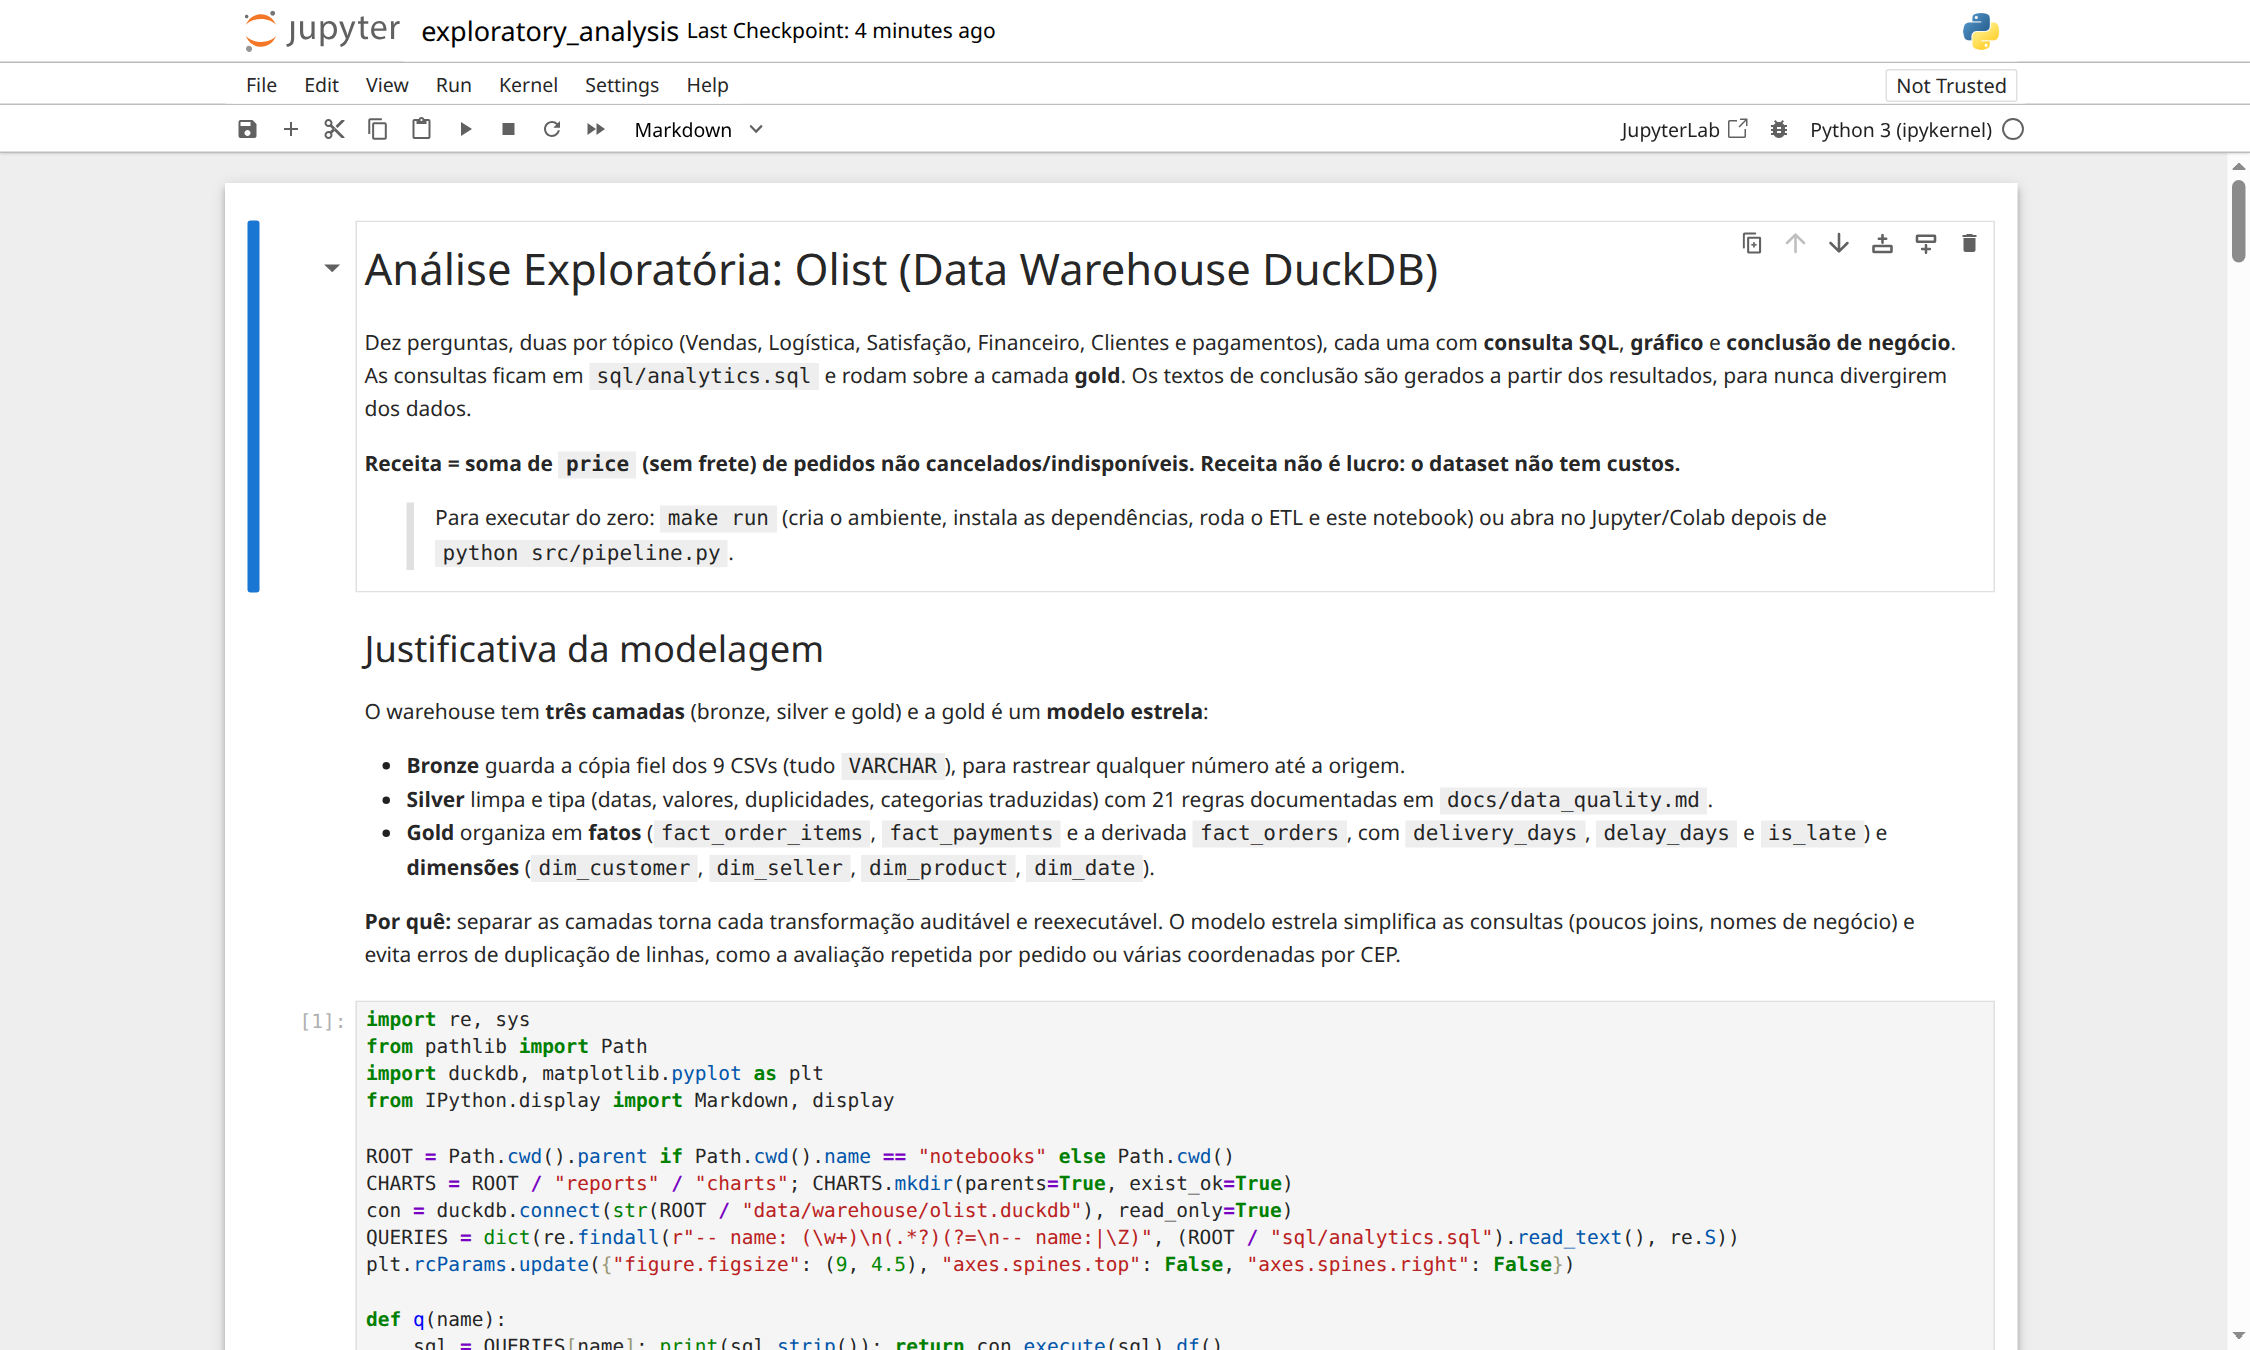 jupyter exploratory_analysis Last Checkpoint: 4 minutes ago
File Edit View Run Kernel Settings Help Not Trusted
Markdown JupyterLab Python 3 (ipykernel)
Análise Exploratória: Olist (Data Warehouse DuckDB)
Dez perguntas, duas por tópico (Vendas, Logística, Satisfação, Financeiro, Clientes e pagamentos), cada uma com consulta SQL, gráfico e conclusão de negócio.
As consultas ficam em sql/analytics.sql e rodam sobre a camada gold. Os textos de conclusão são gerados a partir dos resultados, para nunca divergirem
dos dados.
Receita = soma de price (sem frete) de pedidos não cancelados/indisponíveis. Receita não é lucro: o dataset não tem custos.
Para executar do zero: make run (cria o ambiente, instala as dependências, roda o ETL e este notebook) ou abra no Jupyter/Colab depois de
python src/pipeline.py.
Justificativa da modelagem
O warehouse tem três camadas (bronze, silver e gold) e a gold é um modelo estrela:
• Bronze guarda a cópia fiel dos 9 CSVs (tudo VARCHAR), para rastrear qualquer número até a origem.
• Silver limpa e tipa (datas, valores, duplicidades, categorias traduzidas) com 21 regras documentadas em docs/data_quality.md.
• Gold organiza em fatos (fact_order_items, fact_payments e a derivada fact_orders, com delivery_days, delay_days e is_late) e
dimensões (dim_customer, dim_seller, dim_product, dim_date).
Por quê: separar as camadas torna cada transformação auditável e reexecutável. O modelo estrela simplifica as consultas (poucos joins, nomes de negócio) e
evita erros de duplicação de linhas, como a avaliação repetida por pedido ou várias coordenadas por CEP.
[1]: import re, sys
from pathlib import Path
import duckdb, matplotlib.pyplot as plt
from IPython.display import Markdown, display
ROOT = Path.cwd().parent if Path.cwd().name == "notebooks" else Path.cwd()
CHARTS = ROOT / "reports" / "charts"; CHARTS.mkdir(parents=True, exist_ok=True)
con = duckdb.connect(str(ROOT / "data/warehouse/olist.duckdb"), read_only=True)
QUERIES = dict(re.findall(r"-- name: (\w+)\n(.*?)(?=\n-- name:|\Z)", (ROOT / "sql/analytics.sql").read_text(), re.S))
plt.rcParams.update({"figure.figsize": (9, 4.5), "axes.spines.top": False, "axes.spines.right": False})
def q(name):
    sql = QUERIES[name]; print(sql.strip()); return con.execute(sql).df()